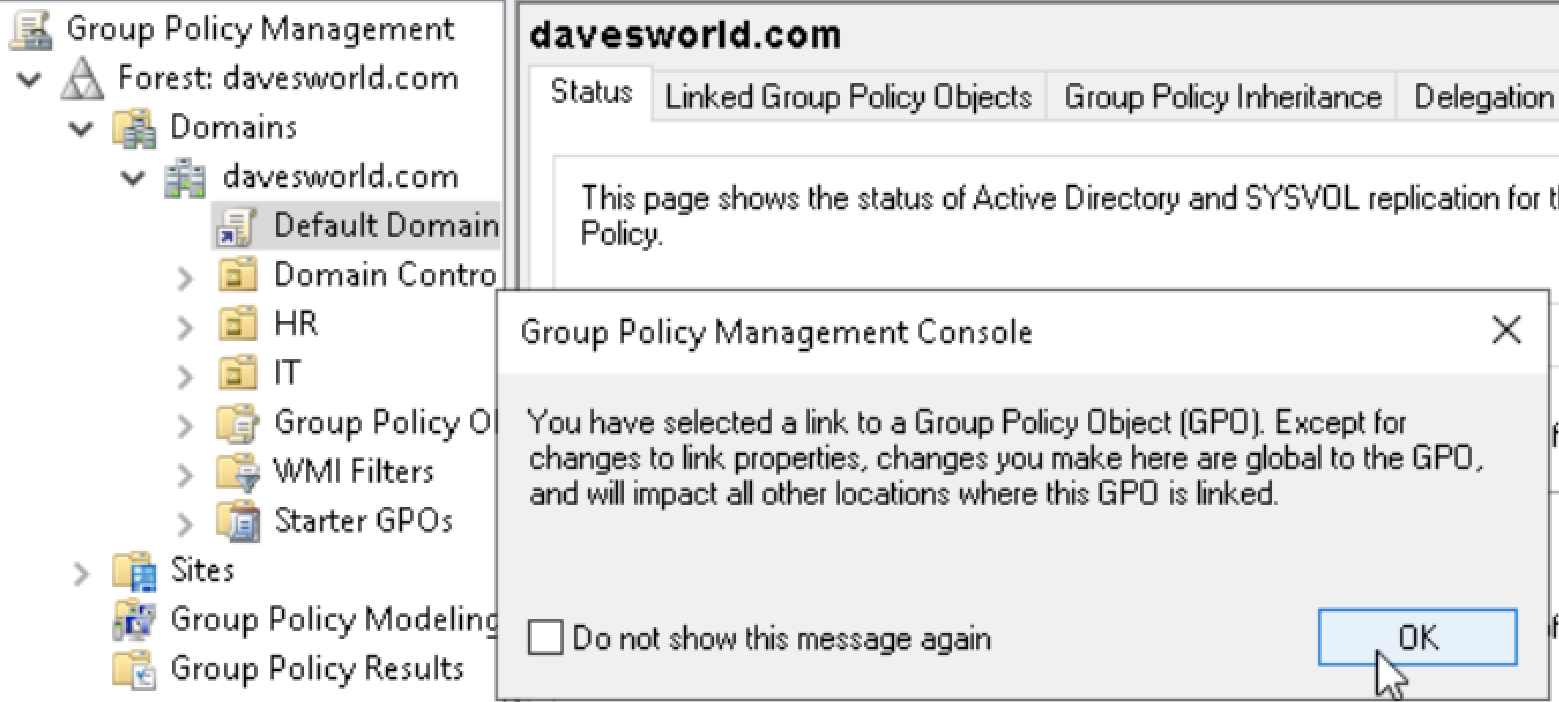 Group Policy Management
Forest: davesworld.com
Domains
davesworld.com
Default Domain
Domain Contro
HR
IT
Group Policy O
WMI Filters
Starter GPOs
Sites
Group Policy Modeling
Group Policy Results
davesworld.com
Status
Linked Group Policy Objects
Group Policy Inheritance
Delegation
This page shows the status of Active Directory and SYSVOL replication for
Policy.
Group Policy Management Console
You have selected a link to a Group Policy Object (GPO). Except for
changes to link properties, changes you make here are global to the GPO,
and will impact all other locations where this GPO is linked.
Do not show this message again
OK